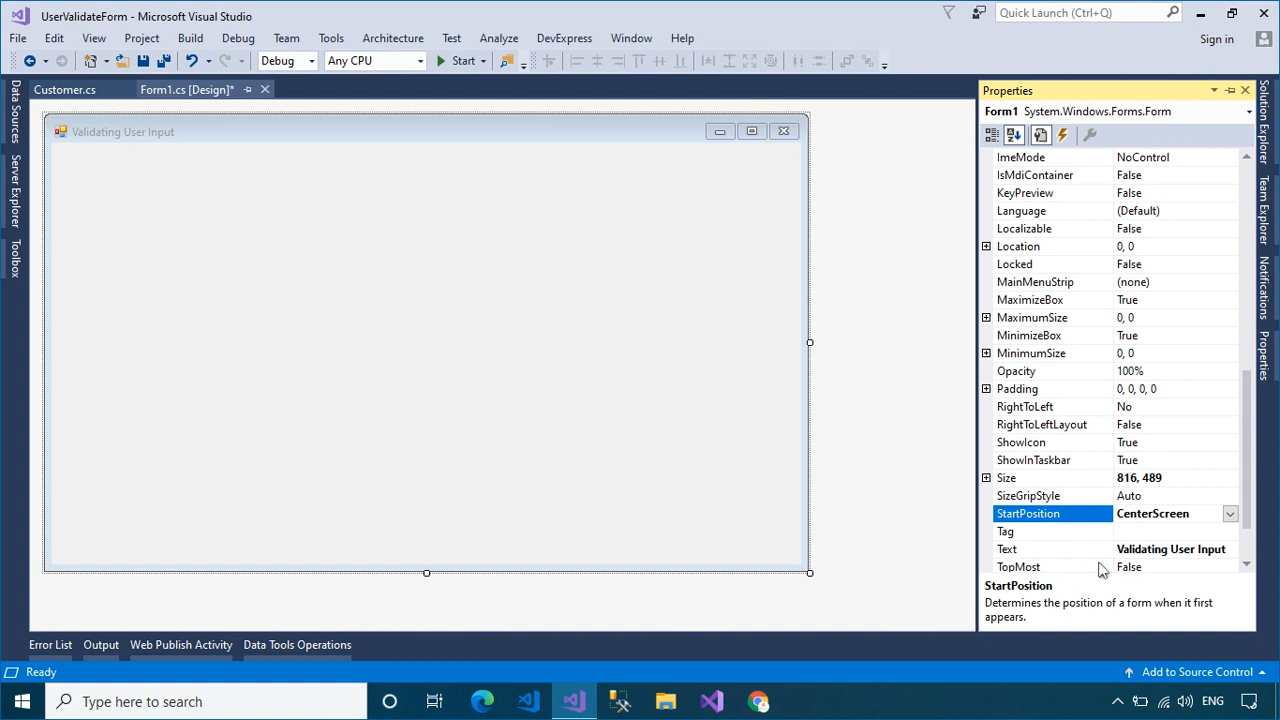 UserValidateForm - Microsoft Visual Studio
Quick Launch (Ctrl+Q)
File Edit View Project Build Debug Team Tools Architecture Test Analyze DevExpress Window Help
Sign in
Debug Any CPU Start
Customer.cs Form1.cs [Design]*
Data Sources
Server Explorer
Toolbox
Validating User Input
Properties
Form1 System.Windows.Forms.Form
ImeMode NoControl
IsMdiContainer False
KeyPreview False
Language (Default)
Localizable False
Location 0, 0
Locked False
MainMenuStrip (none)
MaximizeBox True
MaximumSize 0, 0
MinimizeBox True
MinimumSize 0, 0
Opacity 100%
Padding 0, 0, 0, 0
RightToLeft No
RightToLeftLayout False
ShowIcon True
ShowInTaskbar True
Size 816, 489
SizeGripStyle Auto
StartPosition CenterScreen
Tag
Text Validating User Input
TopMost False
StartPosition
Determines the position of a form when it first
appears.
Solution Explorer
Team Explorer
Notifications
Properties
Error List Output Web Publish Activity Data Tools Operations
Ready
Add to Source Control
Type here to search
ENG